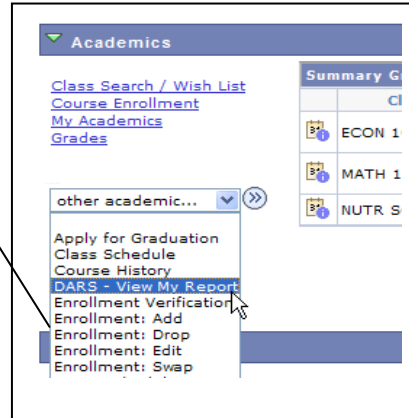 Academics
Class Search / Wish List
Course Enrollment
My Academics
Grades
Summary G
Cl
ECON 1
MATH 1
NUTR S
other academic...
Apply for Graduation
Class Schedule
Course History
DARS - View My Report
Enrollment Verification
Enrollment: Add
Enrollment: Drop
Enrollment: Edit
Enrollment: Swap